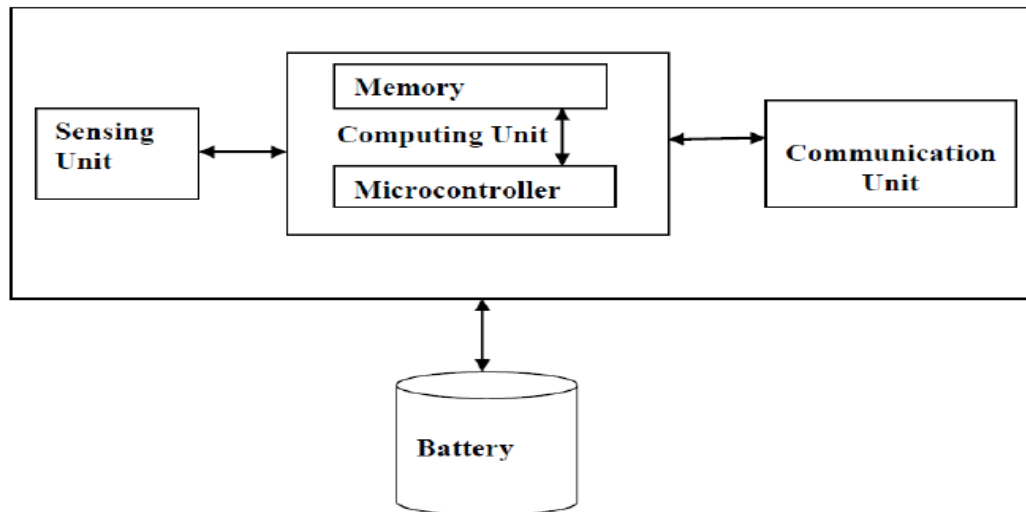 Memory
Sensing
Unit
Computing Unit
Communication
Unit
Microcontroller
Battery